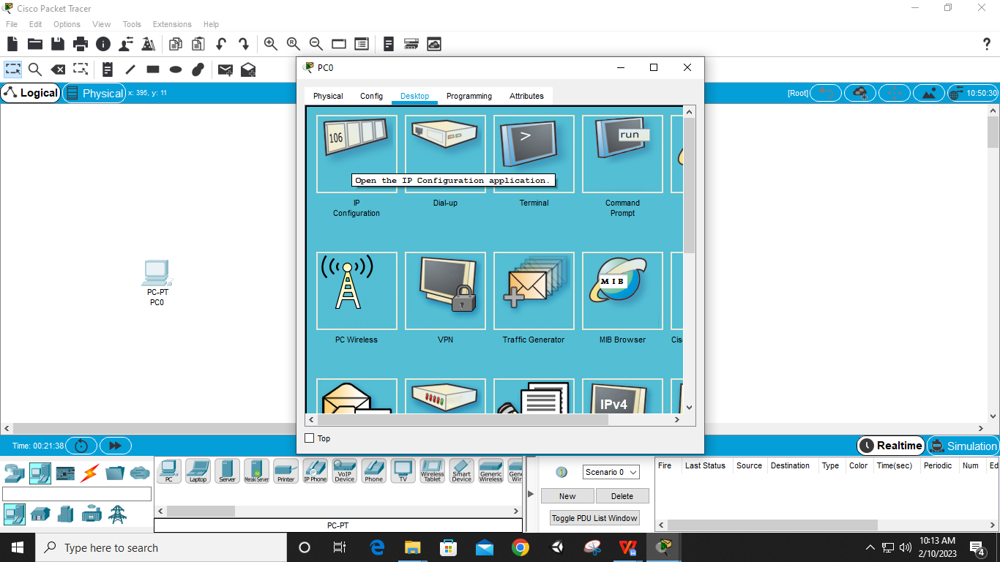 Cisco Packet Tracer
File Edit Options View Tools Extensions Help
Logical
Physical
x: 395, y: 11
[Root]
10:50:30
PC0
Physical Config Desktop Programming Attributes
106
>
run
Open the IP Configuration application.
IP
Configuration
Dial-up
Terminal
Command
Prompt
MIB
PC Wireless
VPN
Traffic Generator
MIB Browser
Cis
IPv4
Top
PC-PT
PC0
Time: 00:21:38
Realtime
Simulation
PC
Laptop
Server
Meraki Server
Printer
IP
IP Phone
VoIP
Device
Phone
TV
Wireless
Tablet
Smart
Device
Generic
Wireless
Gene
Wir
PC-PT
Scenario 0
New
Delete
Toggle PDU List Window
Fire Last Status Source Destination Type Color Time(sec) Periodic Num Ed
Type here to search
10:13 AM
2/10/2023
4